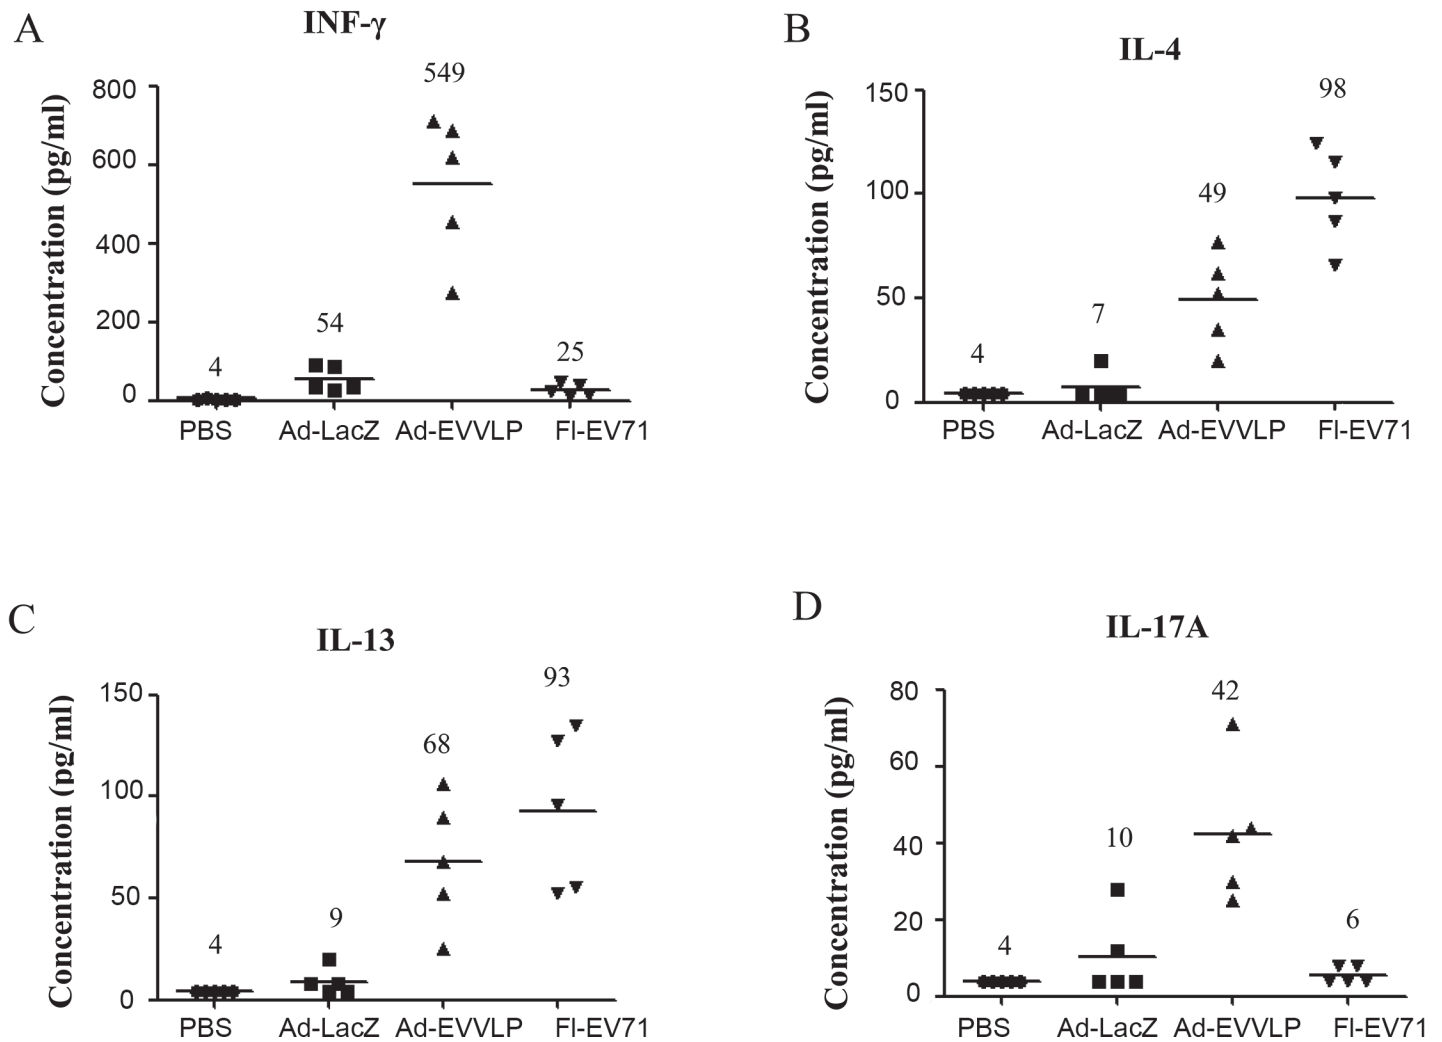 A
INF-γ
Concentration (pg/ml)
800
600
400
200
0
4
54
549
25
PBS Ad-LacZ Ad-EVVLP FI-EV71
B
IL-4
Concentration (pg/ml)
150
100
50
0
4
7
49
98
PBS Ad-LacZ Ad-EVVLP FI-EV71
C
IL-13
Concentration (pg/ml)
150
100
50
0
4
9
68
93
PBS Ad-LacZ Ad-EVVLP FI-EV71
D
IL-17A
Concentration (pg/ml)
80
60
40
20
0
4
10
42
6
PBS Ad-LacZ Ad-EVVLP FI-EV71